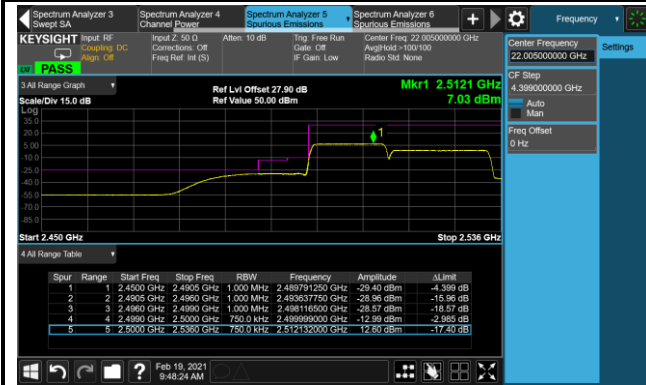 Spectrum Analyzer 3
Swept SA
Spectrum Analyzer 4
Channel Power
Spectrum Analyzer 5
Spurious Emissions
Spectrum Analyzer 6
Spurious Emissions
+
Frequency
KEYSIGHT
Input: RF
Coupling: DC
Align: Off
Input Z: 50 Ω
Corrections: Off
Freq Ref: Int (S)
Atten: 10 dB
Trig: Free Run
Gate: Off
IF Gain: Low
Center Freq: 22.005000000 GHz
Avg|Hold:>100/100
Radio Std: None
PASS
Center Frequency
22.005000000 GHz
Settings
CF Step
4.399000000 GHz
Auto
Man
Freq Offset
0 Hz
3 All Range Graph
Scale/Div 15.0 dB
Ref Lvl Offset 27.90 dB
Ref Value 50.00 dBm
Mkr1 2.5121 GHz
7.03 dBm
Log
35.0
20.0
5.00
-10.0
-25.0
-40.0
-55.0
-70.0
-85.0
1
Start 2.450 GHz
Stop 2.536 GHz
4 All Range Table
Spur Range Start Freq Stop Freq RBW Frequency Amplitude ΔLimit
1 1 2.4500 GHz 2.4905 GHz 1.000 MHz 2.489791250 GHz -29.40 dBm -4.399 dB
2 2 2.4905 GHz 2.4960 GHz 1.000 MHz 2.493637750 GHz -28.96 dBm -15.96 dB
3 3 2.4960 GHz 2.4990 GHz 1.000 MHz 2.498116500 GHz -28.57 dBm -18.57 dB
4 4 2.4990 GHz 2.5000 GHz 750.0 kHz 2.499999000 GHz -12.99 dBm -2.985 dB
5 5 2.5000 GHz 2.5360 GHz 750.0 kHz 2.512132000 GHz 12.60 dBm -17.40 dB
?
Feb 19, 2021
9:48:24 AM